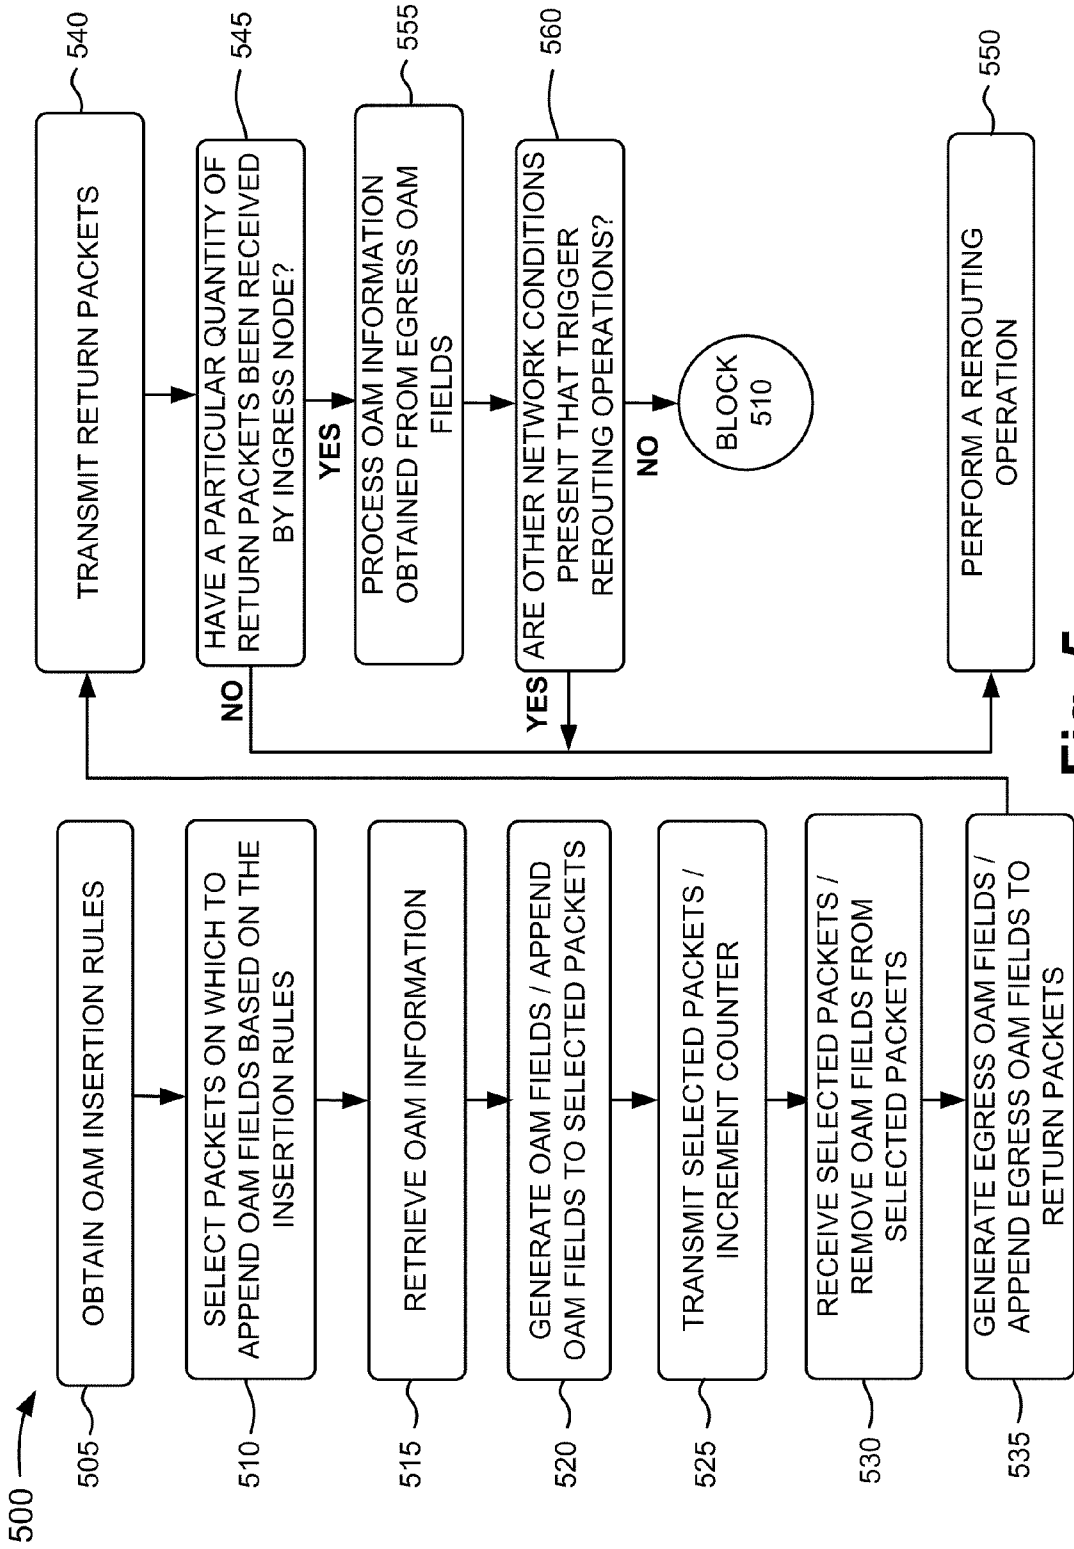 500
505
OBTAIN OAM INSERTION RULES
510
SELECT PACKETS ON WHICH TO
APPEND OAM FIELDS BASED ON THE
INSERTION RULES
515
RETRIEVE OAM INFORMATION
520
GENERATE OAM FIELDS / APPEND
OAM FIELDS TO SELECTED PACKETS
525
TRANSMIT SELECTED PACKETS /
INCREMENT COUNTER
530
RECEIVE SELECTED PACKETS /
REMOVE OAM FIELDS FROM
SELECTED PACKETS
535
GENERATE EGRESS OAM FIELDS /
APPEND EGRESS OAM FIELDS TO
RETURN PACKETS
540
TRANSMIT RETURN PACKETS
545
HAVE A PARTICULAR QUANTITY OF
RETURN PACKETS BEEN RECEIVED
BY INGRESS NODE?
NO
YES
555
PROCESS OAM INFORMATION
OBTAINED FROM EGRESS OAM
FIELDS
560
ARE OTHER NETWORK CONDITIONS
PRESENT THAT TRIGGER
REROUTING OPERATIONS?
YES
NO
BLOCK
510
550
PERFORM A REROUTING
OPERATION